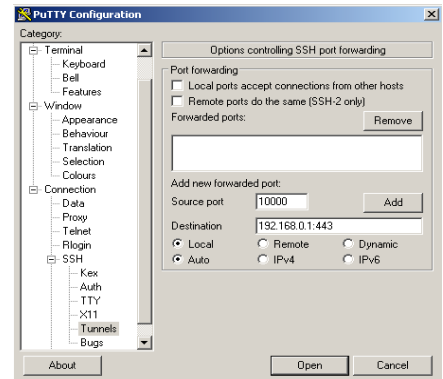 PuTTY Configuration
Category:
Terminal
Keyboard
Bell
Features
Window
Appearance
Behaviour
Translation
Selection
Colours
Connection
Data
Proxy
Telnet
Rlogin
SSH
Kex
Auth
TTY
X11
Tunnels
Bugs
Options controlling SSH port forwarding
Port forwarding
Local ports accept connections from other hosts
Remote ports do the same (SSH-2 only)
Forwarded ports:
Remove
Add new forwarded port:
Source port 10000 Add
Destination 192.168.0.1:443
Local Remote Dynamic
Auto IPv4 IPv6
About Open Cancel